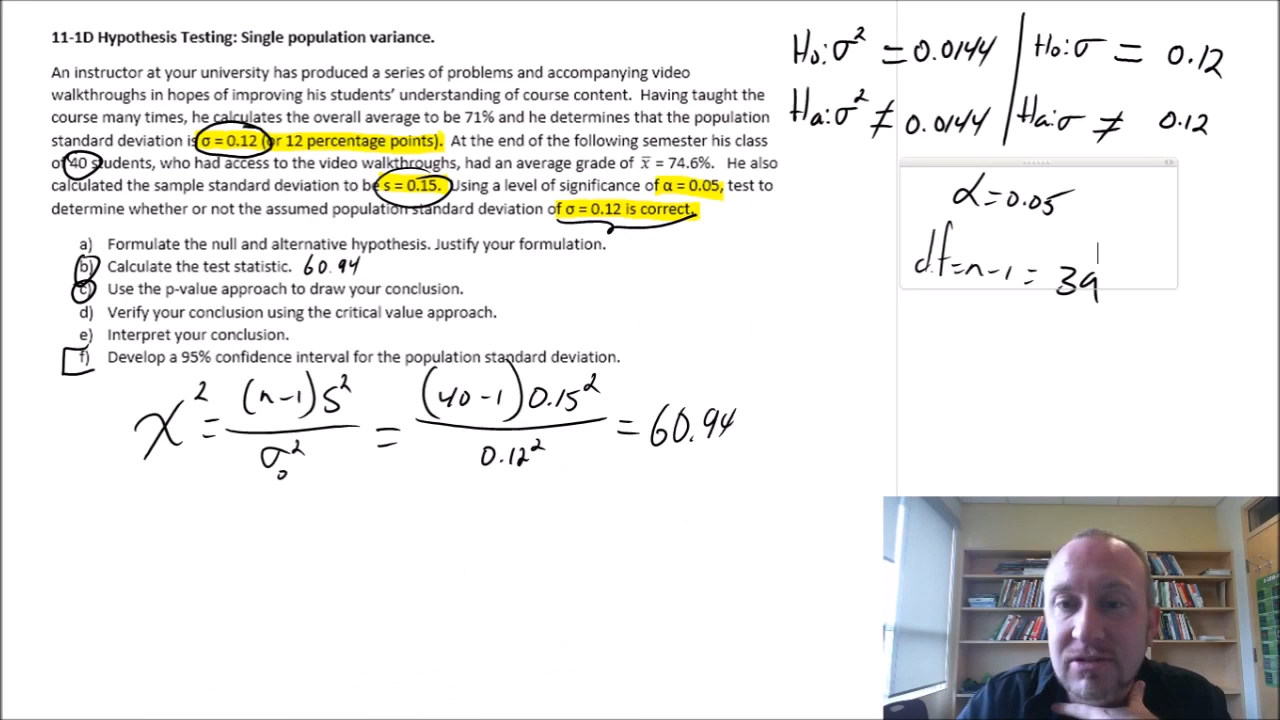 11-1D Hypothesis Testing: Single population variance.
An instructor at your university has produced a series of problems and accompanying video
walkthroughs in hopes of improving his students' understanding of course content. Having taught the
course many times, he calculates the overall average to be 71% and he determines that the population
standard deviation is σ = 0.12 (or 12 percentage points). At the end of the following semester his class
of 40 students, who had access to the video walkthroughs, had an average grade of x̄ = 74.6%. He also
calculated the sample standard deviation to be s = 0.15. Using a level of significance of α = 0.05, test to
determine whether or not the assumed population standard deviation of σ = 0.12 is correct.
a) Formulate the null and alternative hypothesis. Justify your formulation.
b) Calculate the test statistic. 60.94
c) Use the p-value approach to draw your conclusion.
d) Verify your conclusion using the critical value approach.
e) Interpret your conclusion.
f) Develop a 95% confidence interval for the population standard deviation.
χ² = (n-1)S² / σ₀² = (40-1)0.15² / 0.12² = 60.94
H₀: σ² = 0.0144 | H₀: σ = 0.12
Ha: σ² ≠ 0.0144 | Ha: σ ≠ 0.12
α = 0.05
df = n-1 = 39